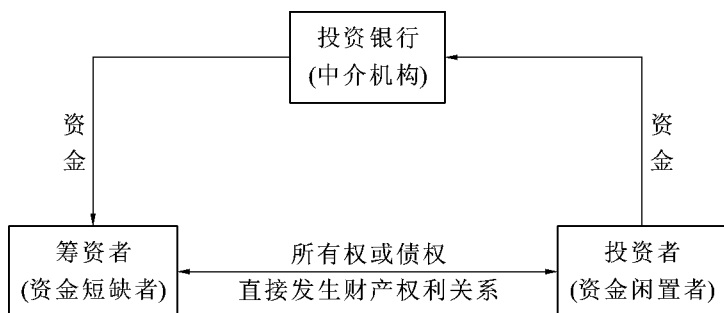 投资银行
(中介机构)
资金
资金
筹资者
(资金短缺者)
所有权或债权
直接发生财产权利关系
投资者
(资金闲置者)